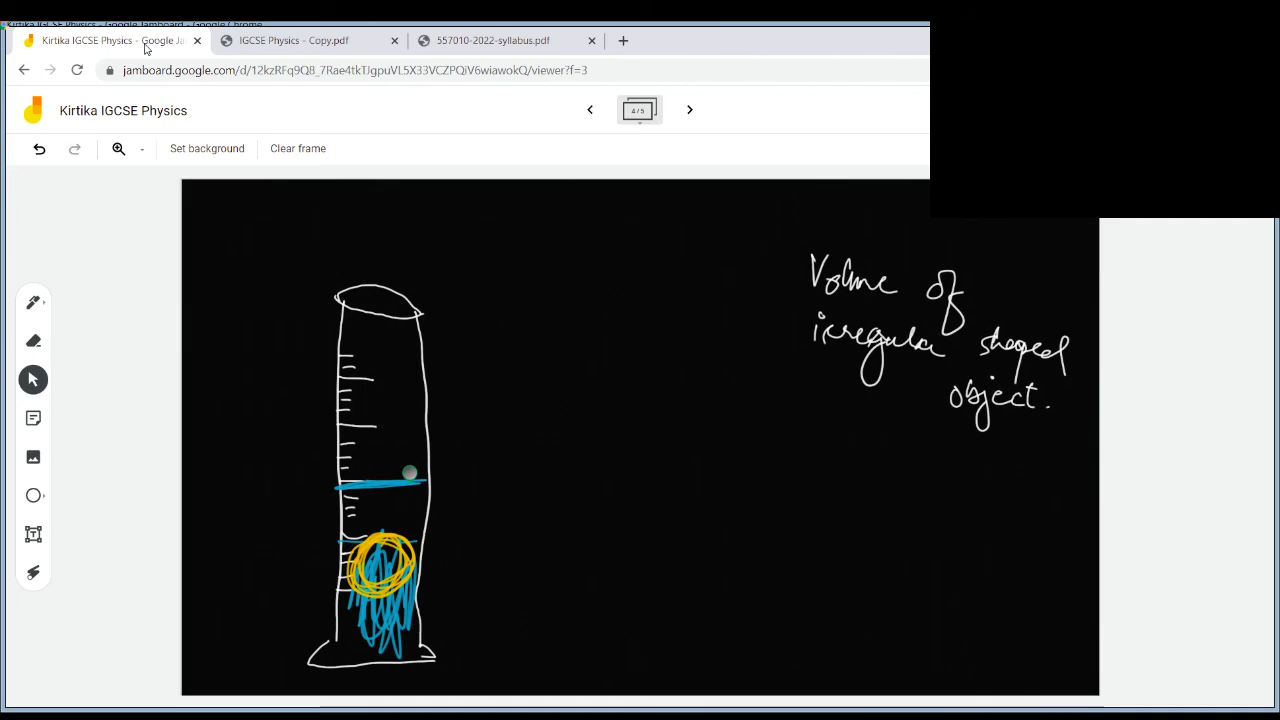 Kirtika IGCSE Physics - Google Jamboard - Google Chrome
Kirtika IGCSE Physics - Google Ja
IGCSE Physics - Copy.pdf
557010-2022-syllabus.pdf
jamboard.google.com/d/12kzRFq9Q8_7Rae4tkTJgpuVL5X33VCZPQiV6wiawokQ/viewer?f=3
Kirtika IGCSE Physics
4 / 5
Set background
Clear frame
Volume of
irregular shaped
object.